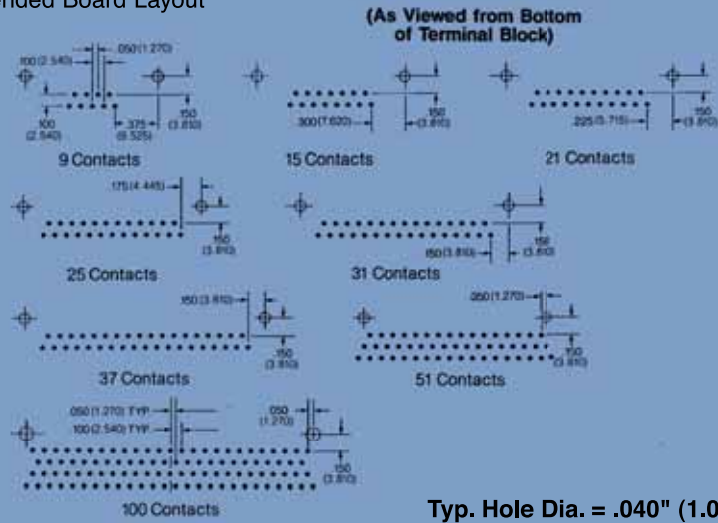 ended Board Layout
(As Viewed from Bottom
of Terminal Block)
.050 (1.270)
.100 (2.540)
.100
(2.540)
.375
(9.525)
.150
(3.810)
9 Contacts
.300 (7.620)
.150
(3.810)
15 Contacts
.225 (5.715)
.150
(3.810)
21 Contacts
.175 (4.445)
.150
(3.810)
25 Contacts
.150 (3.810)
.150
(3.810)
31 Contacts
.150 (3.810)
.150
(3.810)
37 Contacts
.050 (1.270)
.150
(3.810)
51 Contacts
.050 (1.270) TYP.
.100 (2.540) TYP.
.050
(1.270)
.150
(3.810)
100 Contacts
Typ. Hole Dia. = .040" (1.0